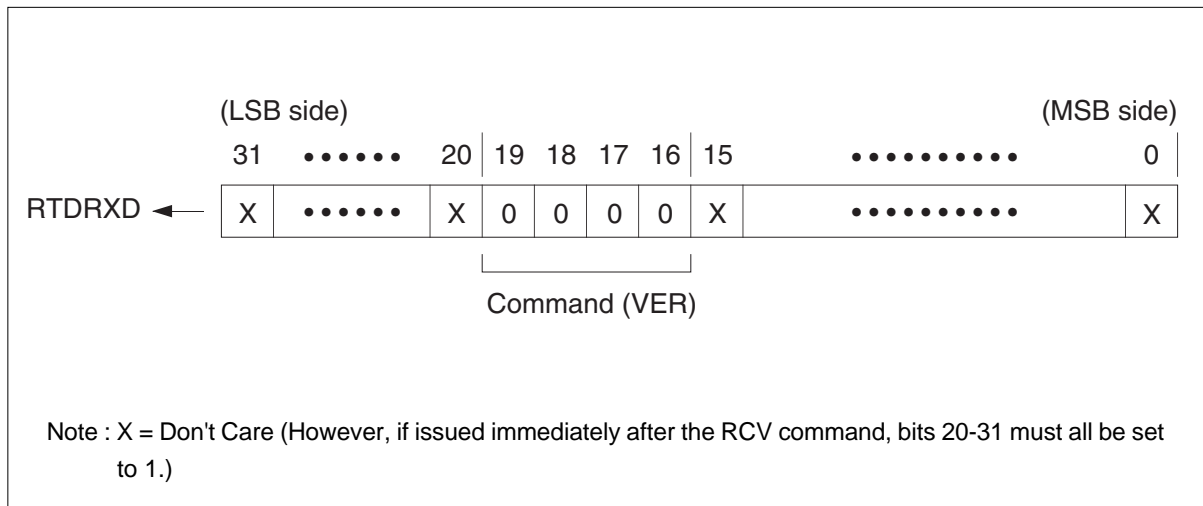 (LSB side) (MSB side)
31 •••••• 20 19 18 17 16 15 •••••••••• 0
RTDRXD X •••••• X 0 0 0 0 X •••••••••• X
Command (VER)
Note : X = Don't Care (However, if issued immediately after the RCV command, bits 20-31 must all be set
to 1.)